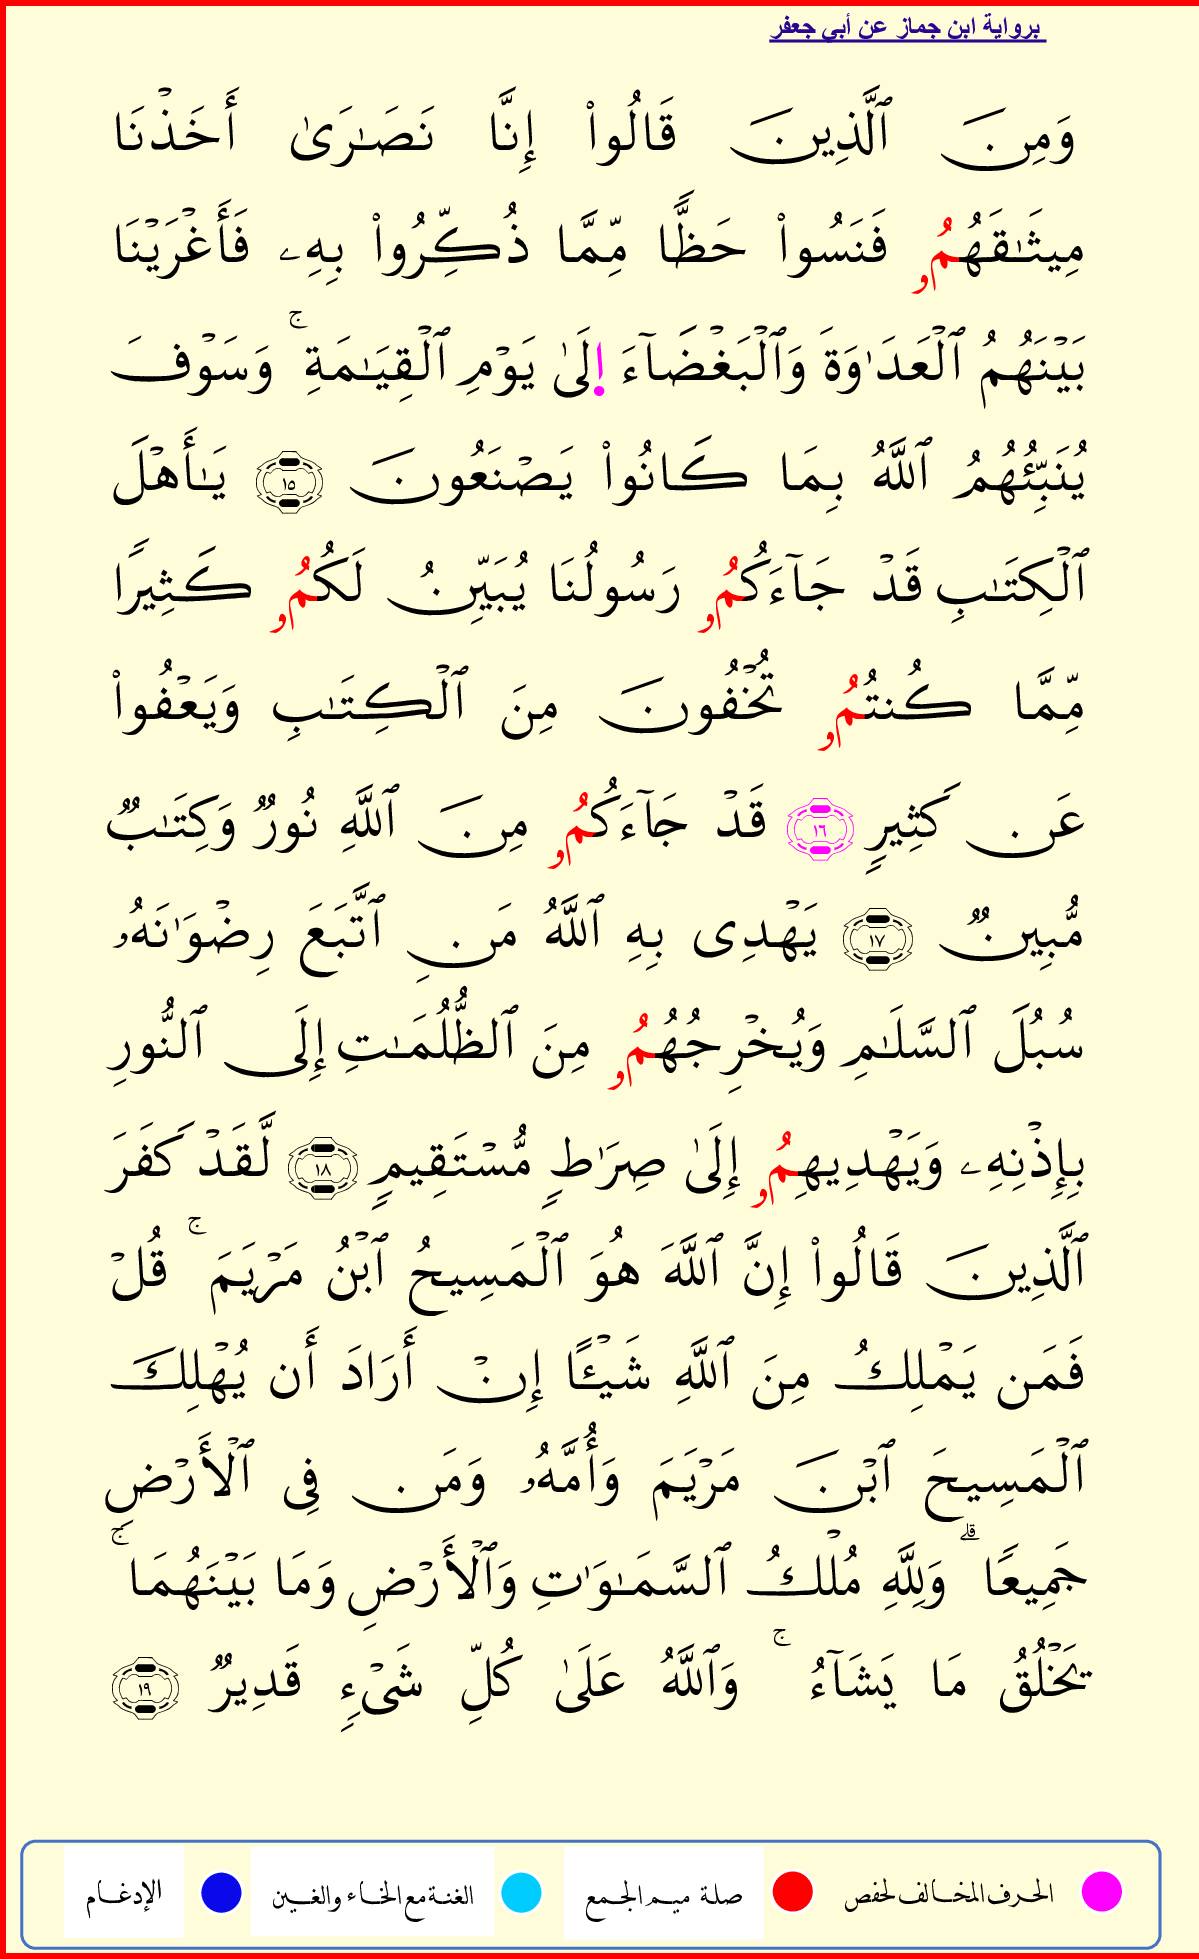 برواية ابن جماز عن أبي جعفر
وَمِنَ ٱلَّذِينَ قَالُوا۟ إِنَّا نَصَـٰرَىٰ أَخَذْنَا
مِيثَـٰقَهُمُۥ فَنَسُوا۟ حَظًّا مِّمَّا ذُكِّرُوا۟ بِهِۦ فَأَغْرَيْنَا
بَيْنَهُمُ ٱلْعَدَٰوَةَ وَٱلْبَغْضَآءَ ا۪لَىٰ يَوْمِ ٱلْقِيَـٰمَةِ ۚ وَسَوْفَ
يُنَبِّئُهُمُ ٱللَّهُ بِمَا كَانُوا۟ يَصْنَعُونَ ١٥ يَـٰأَهْلَ
ٱلْكِتَـٰبِ قَدْ جَآءَكُمُۥ رَسُولُنَا يُبَيِّنُ لَكُمُۥ كَثِيرًا
مِّمَّا كُنتُمُۥ تُخْفُونَ مِنَ ٱلْكِتَـٰبِ وَيَعْفُوا۟
عَن كَثِيرٍ ١٦ قَدْ جَآءَكُمُۥ مِنَ ٱللَّهِ نُورٌ وَكِتَـٰبٌ
مُّبِينٌ ١٧ يَهْدِى بِهِ ٱللَّهُ مَنِ ٱتَّبَعَ رِضْوَٰنَهُۥ
سُبُلَ ٱلسَّلَـٰمِ وَيُخْرِجُهُمُۥ مِنَ ٱلظُّلُمَـٰتِ إِلَى ٱلنُّورِ
بِإِذْنِهِۦ وَيَهْدِيهِمُۥ إِلَىٰ صِرَٰطٍ مُّسْتَقِيمٍ ١٨ لَّقَدْ كَفَرَ
ٱلَّذِينَ قَالُوا۟ إِنَّ ٱللَّهَ هُوَ ٱلْمَسِيحُ ٱبْنُ مَرْيَمَ ۚ قُلْ
فَمَن يَمْلِكُ مِنَ ٱللَّهِ شَيْـًٔا إِنْ أَرَادَ أَن يُهْلِكَ
ٱلْمَسِيحَ ٱبْنَ مَرْيَمَ وَأُمَّهُۥ وَمَن فِى ٱلْأَرْضِ
جَمِيعًا ۗ وَلِلَّهِ مُلْكُ ٱلسَّمَـٰوَٰتِ وَٱلْأَرْضِ وَمَا بَيْنَهُمَا ۚ
يَخْلُقُ مَا يَشَآءُ ۚ وَٱللَّهُ عَلَىٰ كُلِّ شَىْءٍ قَدِيرٌ ١٩
الحرف المخالف لحفص صلة ميم الجمع الغنة مع الخاء والغين الإدغام